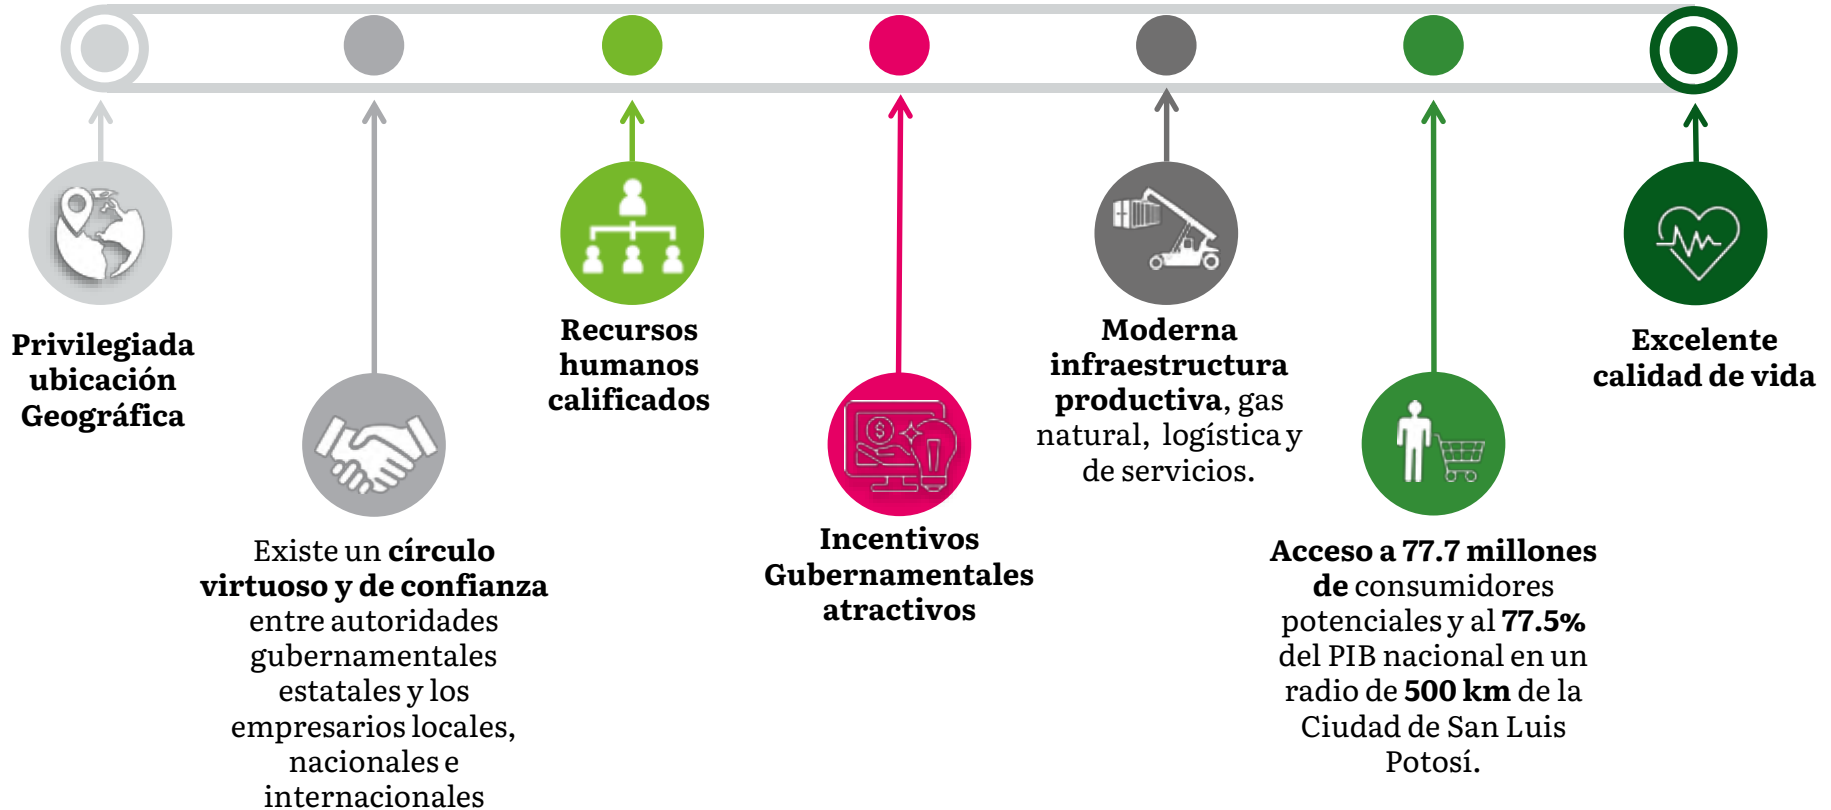 Privilegiada
ubicación
Geográfica
Existe un círculo
virtuoso y de confianza
entre autoridades
gubernamentales
estatales y los
empresarios locales,
nacionales e
internacionales
Recursos
humanos
calificados
Incentivos
Gubernamentales
atractivos
Moderna
infraestructura
productiva, gas
natural, logística y
de servicios.
Acceso a 77.7 millones
de consumidores
potenciales y al 77.5%
del PIB nacional en un
radio de 500 km de la
Ciudad de San Luis
Potosí.
Excelente
calidad de vida